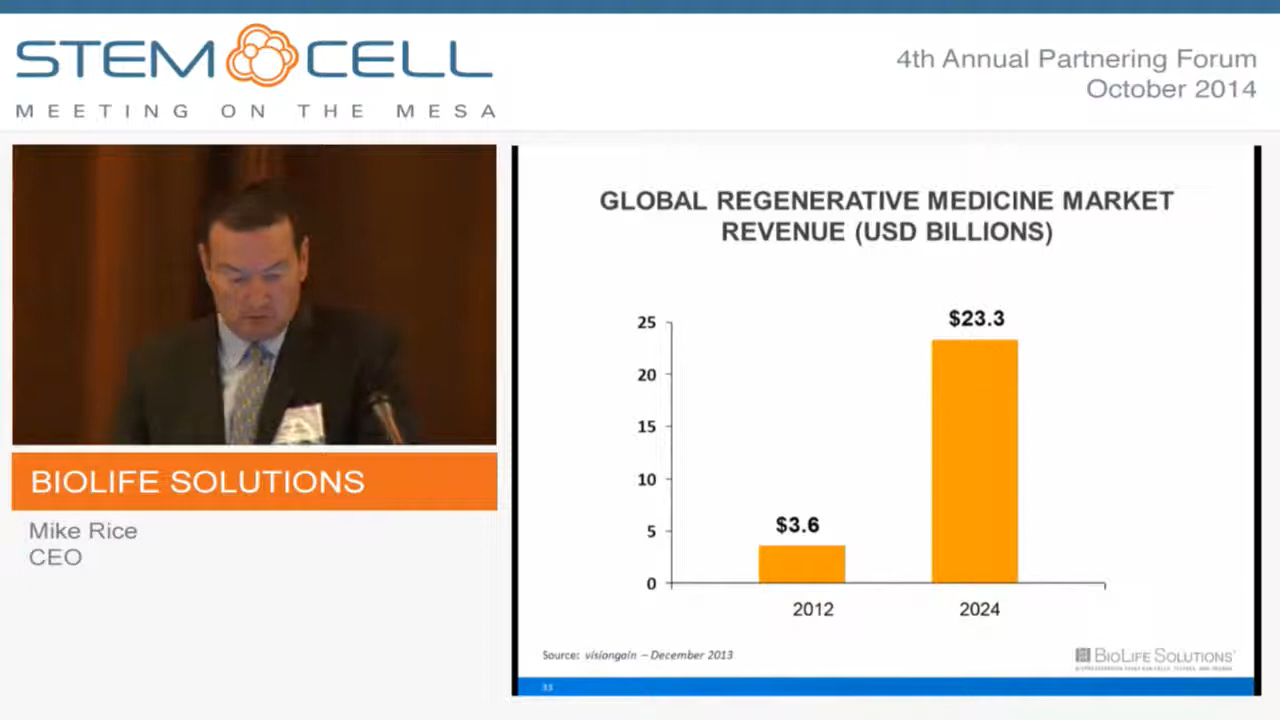 STEM CELL
MEETING ON THE MESA
4th Annual Partnering Forum
October 2014
BIOLIFE SOLUTIONS
Mike Rice
CEO
GLOBAL REGENERATIVE MEDICINE MARKET
REVENUE (USD BILLIONS)
25
20
15
10
5
0
$3.6
$23.3
2012
2024
Source: visiongain – December 2013
BIOLIFE SOLUTIONS
33